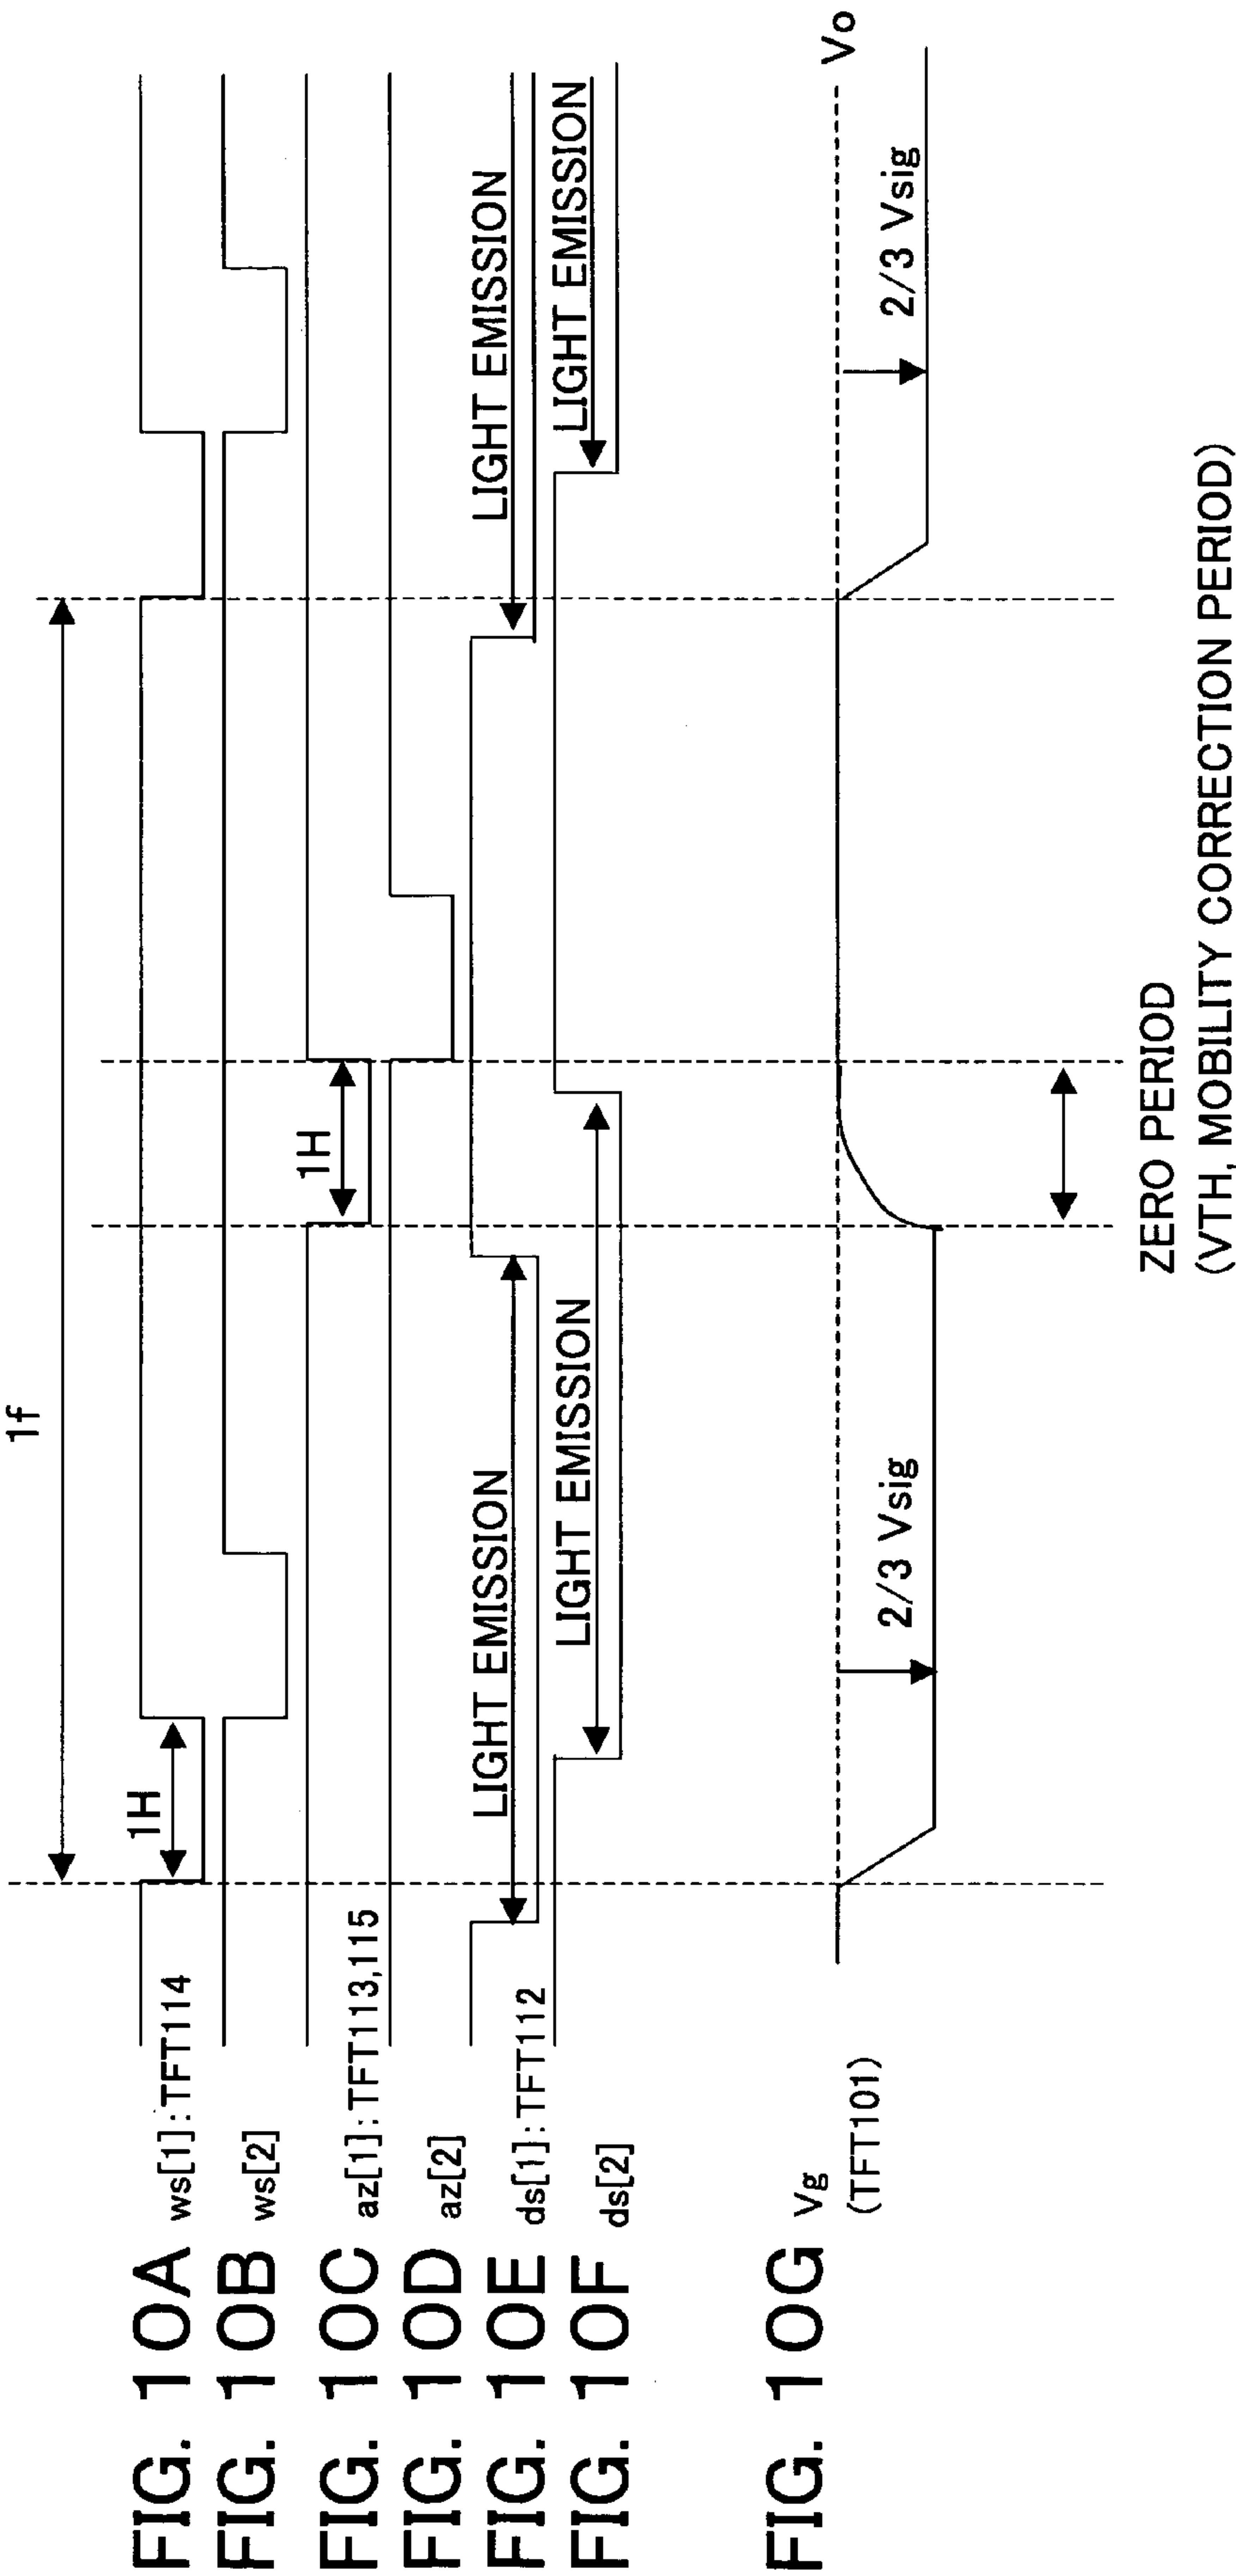 1f
FIG. 10A ws[1]:TFT114
1H
FIG. 10B ws[2]
FIG. 10C az[1]:TFT113,115
1H
FIG. 10D az[2]
FIG. 10E ds[1]:TFT112
LIGHT EMISSION
LIGHT EMISSION
FIG. 10F ds[2]
LIGHT EMISSION
LIGHT EMISSION
FIG. 10G Vg
(TFT101)
2/3 Vsig
2/3 Vsig
Vo
ZERO PERIOD
(VTH, MOBILITY CORRECTION PERIOD)